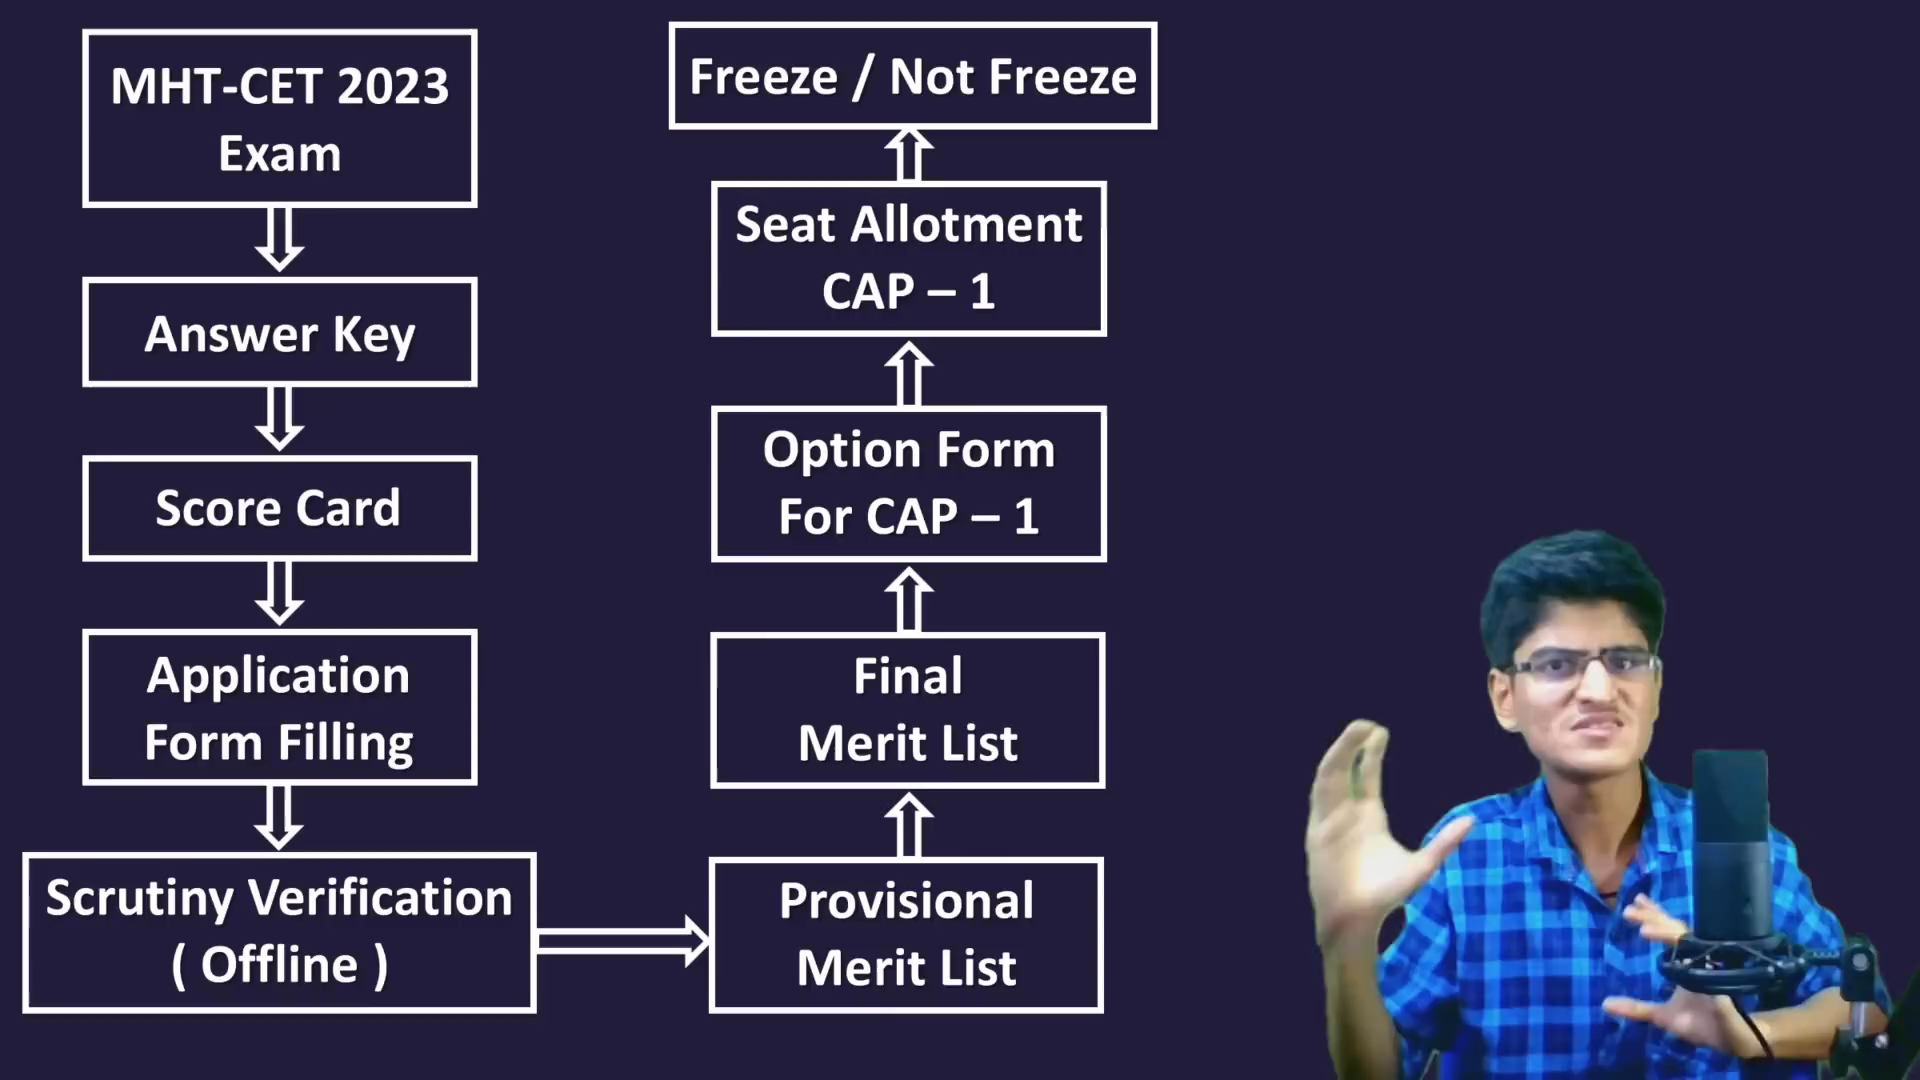 MHT-CET 2023
Exam
Answer Key
Score Card
Application
Form Filling
Scrutiny Verification
( Offline )
Provisional
Merit List
Final
Merit List
Option Form
For CAP – 1
Seat Allotment
CAP – 1
Freeze / Not Freeze